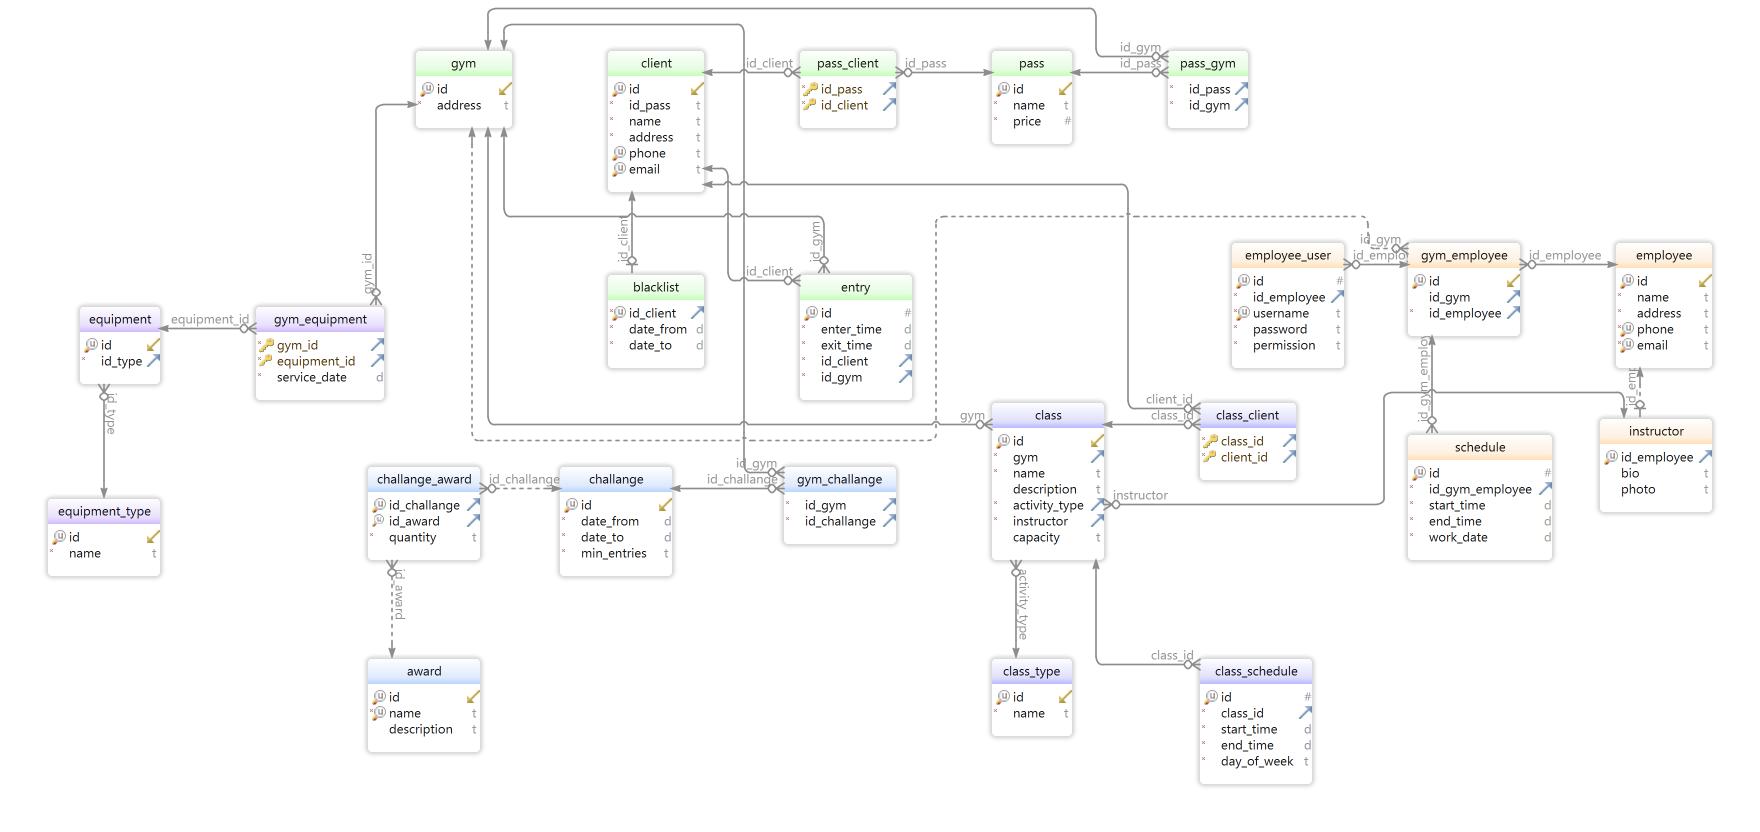 id_gym
gym
client
id_client
pass_client
id_pass
pass
id_pass
pass_gym
id
address t
id
id_pass t
name t
address t
phone t
email t
id_pass
id_client
id
name t
price #
id_pass
id_gym
id_client
id_gym
id_client
blacklist
id_client
date_from d
date_to d
entry
id #
enter_time d
exit_time d
id_client
id_gym
id_gym
employee_user
gym_employee
id_employee
employee
id #
id_employee
username t
password t
permission t
id
id_gym
id_employee
id
name t
address t
phone t
email t
gym_id
equipment
equipment_id
gym_equipment
id
id_type
gym_id
equipment_id
service_date d
id_type
equipment_type
id
name t
gym
class
client_id
class_id
class_client
id
gym
name t
description t
activity_type
instructor
capacity t
class_id
client_id
instructor
schedule
id #
id_gym_employee
start_time d
end_time d
work_date d
instructor
id_employee
bio t
photo t
challange_award
id_challange
challange
id_gym
id_challange
gym_challange
id_challange
id_award
quantity t
id
date_from d
date_to d
min_entries t
id_gym
id_challange
id_award
activity_type
award
id
name t
description t
class_type
id
name t
class_id
class_schedule
id #
class_id
start_time d
end_time d
day_of_week t